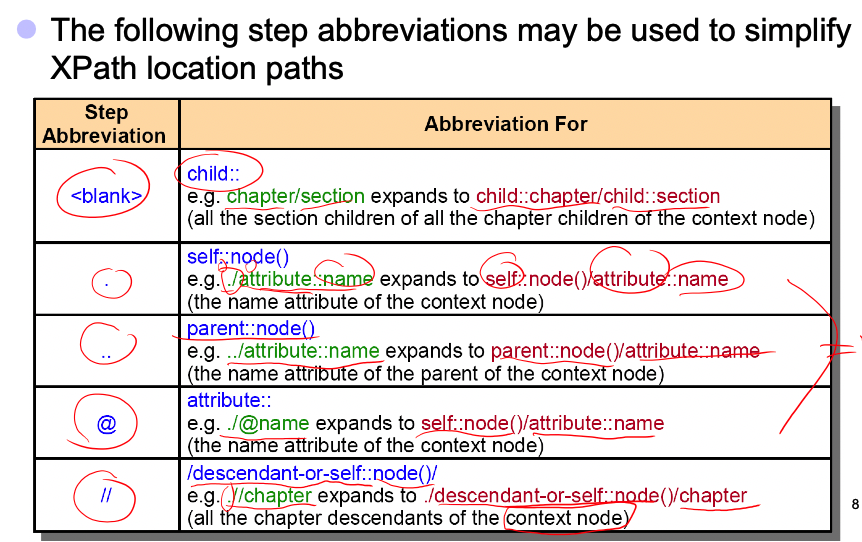 The following step abbreviations may be used to simplify
XPath location paths
Step
Abbreviation
Abbreviation For
<blank>
child::
e.g. chapter/section expands to child::chapter/child::section
(all the section children of all the chapter children of the context node)
.
self::node()
e.g. ./attribute::name expands to self::node()/attribute::name
(the name attribute of the context node)
..
parent::node()
e.g. ../attribute::name expands to parent::node()/attribute::name
(the name attribute of the parent of the context node)
@
attribute::
e.g. ./@name expands to self::node()/attribute::name
(the name attribute of the context node)
//
/descendant-or-self::node()/
e.g. .//chapter expands to ./descendant-or-self::node()/chapter
(all the chapter descendants of the context node)
8